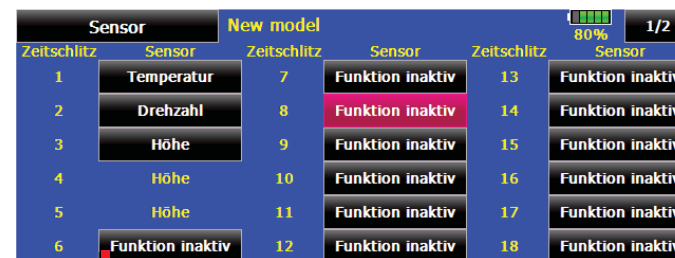 Sensor New model 80% 1/2
Zeitschlitz Sensor Zeitschlitz Sensor Zeitschlitz Sensor
1 Temperatur 7 Funktion inaktiv 13 Funktion inaktiv
2 Drehzahl 8 Funktion inaktiv 14 Funktion inaktiv
3 Höhe 9 Funktion inaktiv 15 Funktion inaktiv
4 Höhe 10 Funktion inaktiv 16 Funktion inaktiv
5 Höhe 11 Funktion inaktiv 17 Funktion inaktiv
6 Funktion inaktiv 12 Funktion inaktiv 18 Funktion inaktiv